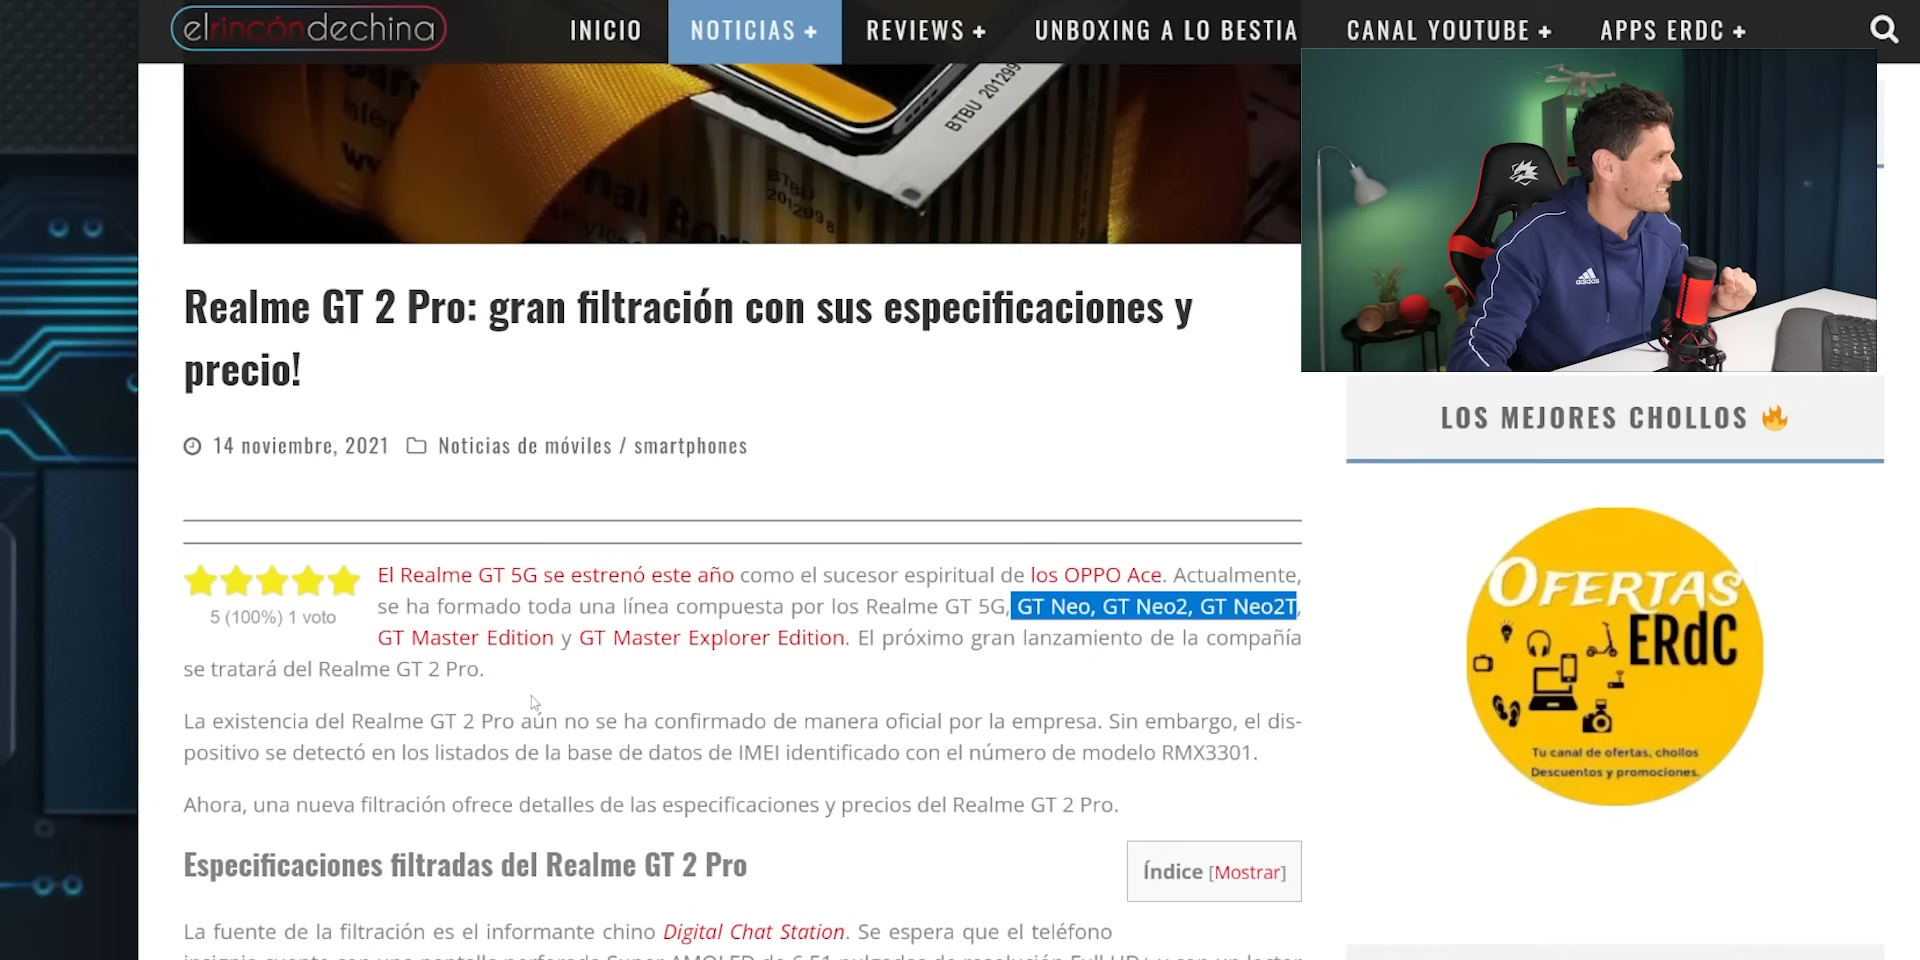 elrincóndechina
INICIO NOTICIAS + REVIEWS + UNBOXING A LO BESTIA CANAL YOUTUBE + APPS ERDC +
BTBU 201299
BTBU
2012998
Realme GT 2 Pro: gran filtración con sus especificaciones y
precio!
adidas
LOS MEJORES CHOLLOS
14 noviembre, 2021 Noticias de móviles / smartphones
5 (100%) 1 voto
El Realme GT 5G se estrenó este año como el sucesor espiritual de los OPPO Ace. Actualmente,
se ha formado toda una línea compuesta por los Realme GT 5G, GT Neo, GT Neo2, GT Neo2T,
GT Master Edition y GT Master Explorer Edition. El próximo gran lanzamiento de la compañía
se tratará del Realme GT 2 Pro.
La existencia del Realme GT 2 Pro aún no se ha confirmado de manera oficial por la empresa. Sin embargo, el dis-
positivo se detectó en los listados de la base de datos de IMEI identificado con el número de modelo RMX3301.
Ahora, una nueva filtración ofrece detalles de las especificaciones y precios del Realme GT 2 Pro.
Especificaciones filtradas del Realme GT 2 Pro
Índice [Mostrar]
La fuente de la filtración es el informante chino Digital Chat Station. Se espera que el teléfono
OFERTAS
ERdC
Tu canal de ofertas, chollos
Descuentos y promociones.